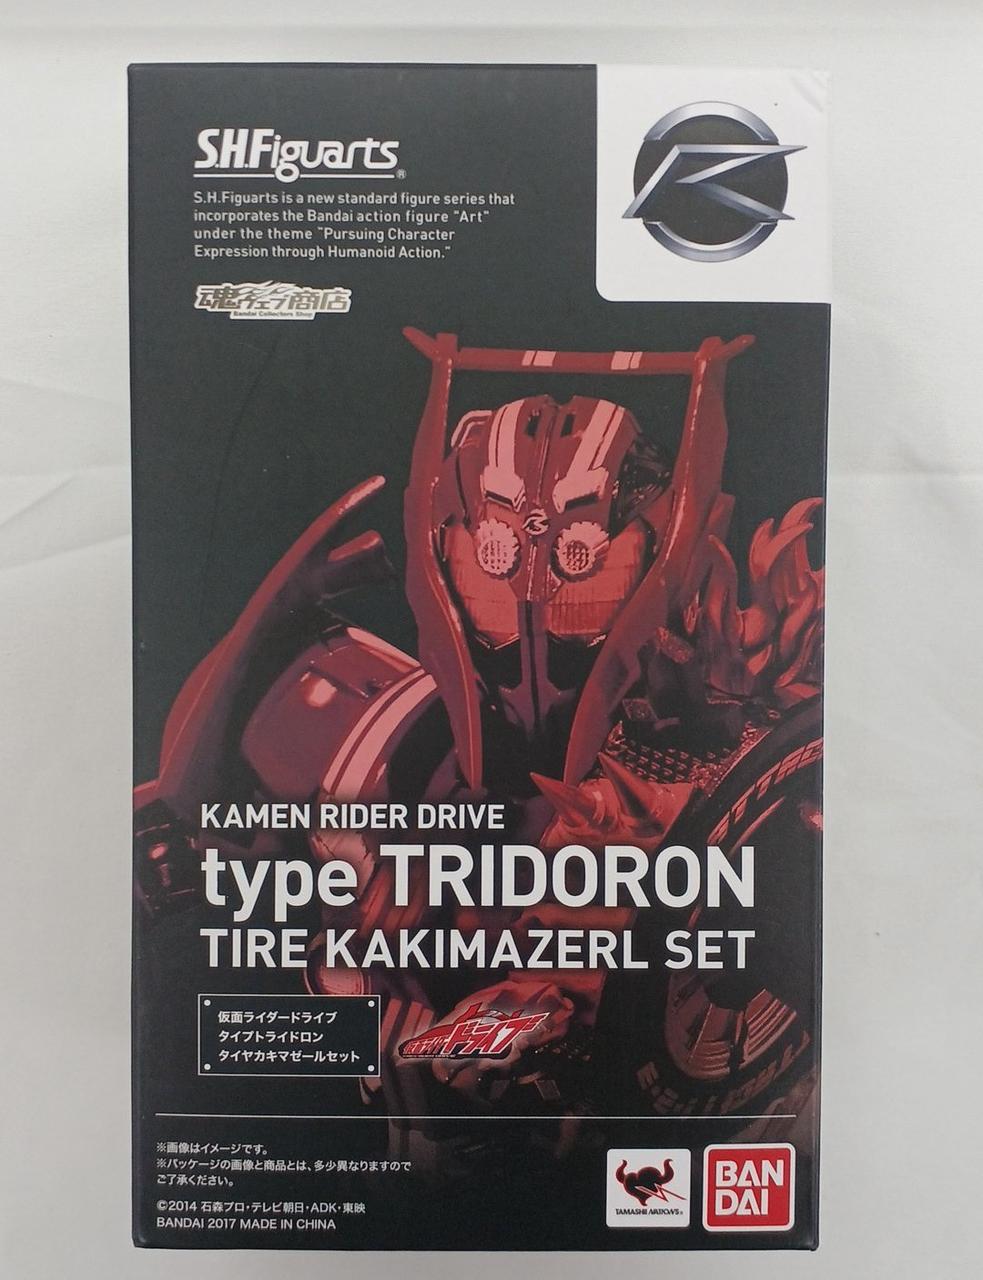 S.H.Figuarts®
S.H.Figuarts is a new standard figure series that
incorporates the Bandai action figure "Art"
under the theme "Pursuing Character
Expression through Humanoid Action."
魂ウェブ商店
Bandai Collectors Shop
KAMEN RIDER DRIVE
type TRIDORON
TIRE KAKIMAZERL SET
仮面ライダードライブ
タイプトライドロン
タイヤカキマゼールセット
仮面ライダードライブ
※画像はイメージです。
※パッケージの画像と商品とは、多少異なりますので
ご了承ください。
©2014 石森プロ・テレビ朝日・ADK・東映
BANDAI 2017 MADE IN CHINA
TAMASHII NATIONS
BAN
DAI